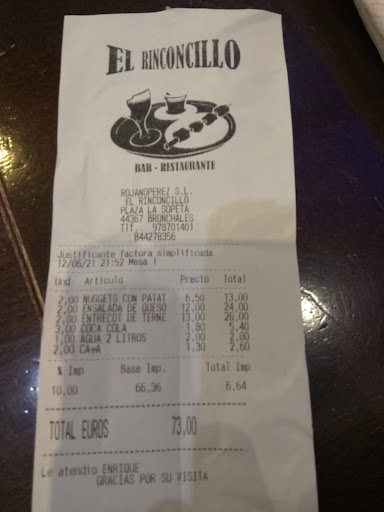 EL RINCONCILLO
BAR - RESTAURANTE
ROJANOPEREZ S.L.
EL RINCONCILLO
PLAZA LA SOPETA
44367 BRONCHALES
Tlf. 978701401
B44278356
Justificante factura simplificada
12/06/21 21:52 Mesa 1
Und Articulo Precio Total
2,00 NUGGETS CON PATAT 6,50 13,00
2,00 ENSALADA DE QUESO 12,00 24,00
2,00 ENTRECOT DE TERNE 13,00 26,00
3,00 COCA COLA 1,80 5,40
1,00 AGUA 2 LITROS 2,00 2,00
2,00 CAÑA 1,30 2,60
% Imp Base Imp. Total Imp
10,00 66,36 6,64
TOTAL EUROS 73,00
Le atendio ENRIQUE
GRACIAS POR SU VISITA